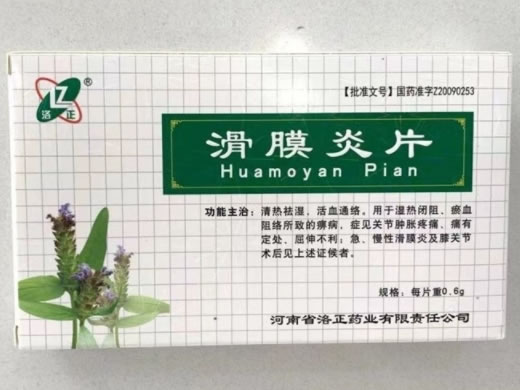 LZ
洛 正
®
【批准文号】国药准字Z20090253
滑膜炎片
Huamoyan Pian
功能主治：清热祛湿，活血通络。用于湿热闭阻、瘀血
阻络所致的痹病，症见关节肿胀疼痛、痛有
定处、屈伸不利；急、慢性滑膜炎及膝关节
术后见上述证候者。
规格：每片重0.6g
河南省洛正药业有限责任公司